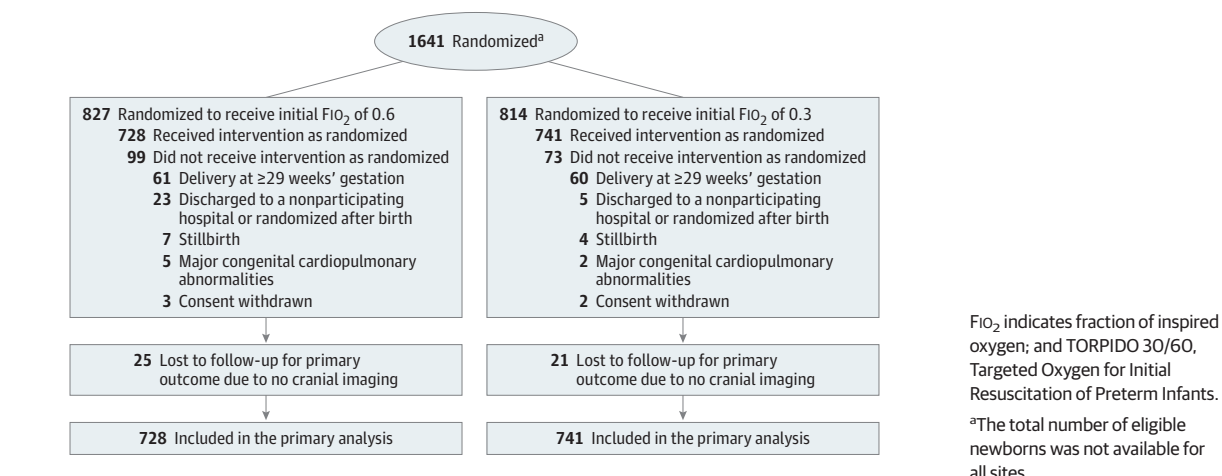 1641 Randomizedᵃ
827 Randomized to receive initial FIO₂ of 0.6
728 Received intervention as randomized
99 Did not receive intervention as randomized
61 Delivery at ≥29 weeks' gestation
23 Discharged to a nonparticipating
hospital or randomized after birth
7 Stillbirth
5 Major congenital cardiopulmonary
abnormalities
3 Consent withdrawn
814 Randomized to receive initial FIO₂ of 0.3
741 Received intervention as randomized
73 Did not receive intervention as randomized
60 Delivery at ≥29 weeks' gestation
5 Discharged to a nonparticipating
hospital or randomized after birth
4 Stillbirth
2 Major congenital cardiopulmonary
abnormalities
2 Consent withdrawn
25 Lost to follow-up for primary
outcome due to no cranial imaging
21 Lost to follow-up for primary
outcome due to no cranial imaging
728 Included in the primary analysis
741 Included in the primary analysis
FIO₂ indicates fraction of inspired
oxygen; and TORPIDO 30/60,
Targeted Oxygen for Initial
Resuscitation of Preterm Infants.
ᵃThe total number of eligible
newborns was not available for
all sites